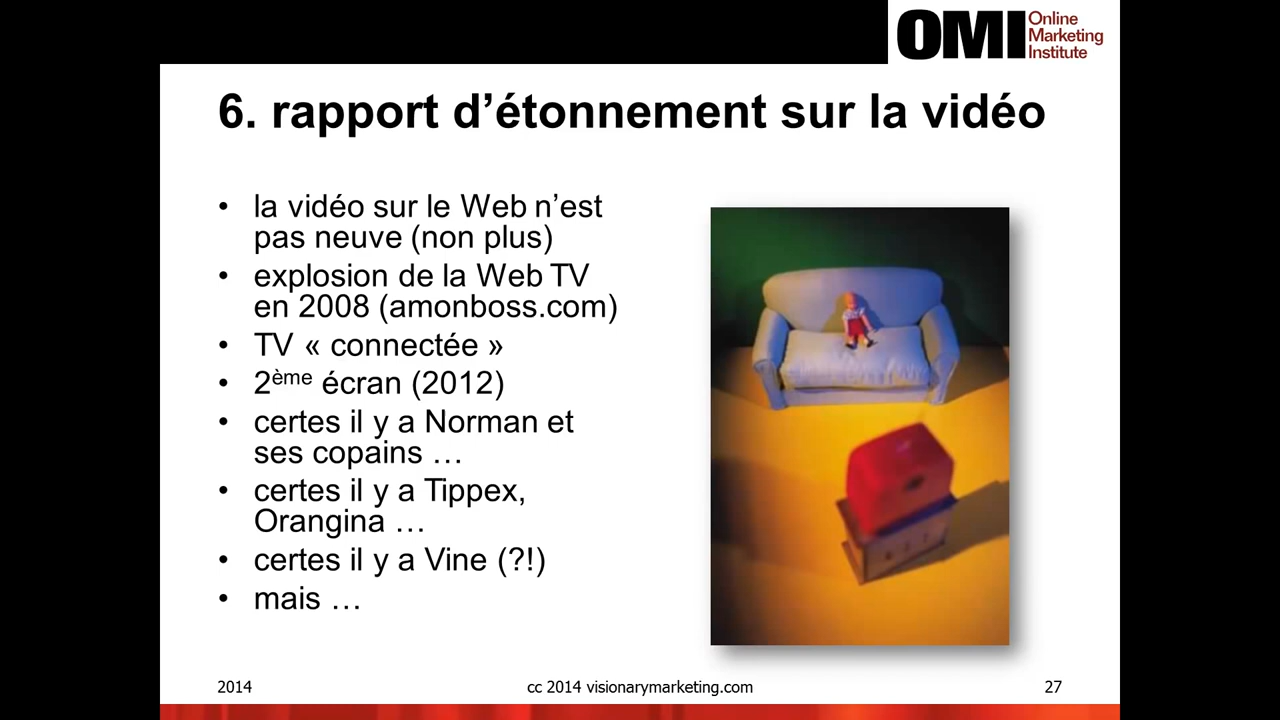 OMI Online
Marketing
Institute
6. rapport d’étonnement sur la vidéo
• la vidéo sur le Web n’est
pas neuve (non plus)
• explosion de la Web TV
en 2008 (amonboss.com)
• TV « connectée »
• 2ème écran (2012)
• certes il y a Norman et
ses copains …
• certes il y a Tippex,
Orangina …
• certes il y a Vine (?!)
• mais …
2014
cc 2014 visionarymarketing.com
27